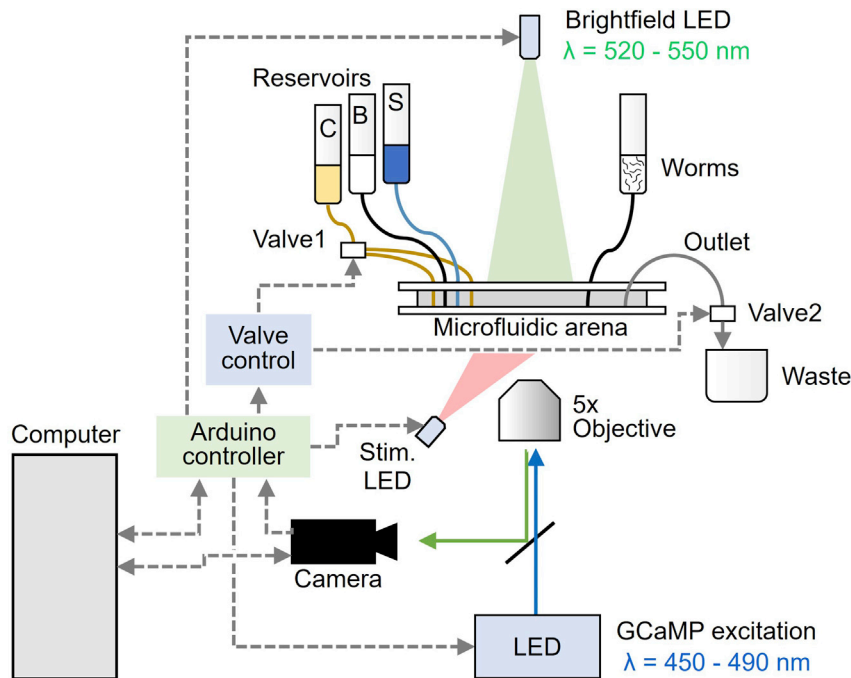 Brightfield LED
λ = 520 - 550 nm
Reservoirs
C
B
S
Worms
Valve1
Outlet
Microfluidic arena
Valve2
Valve
control
Waste
Computer
Arduino
controller
Stim.
LED
5x
Objective
Camera
LED
GCaMP excitation
λ = 450 - 490 nm